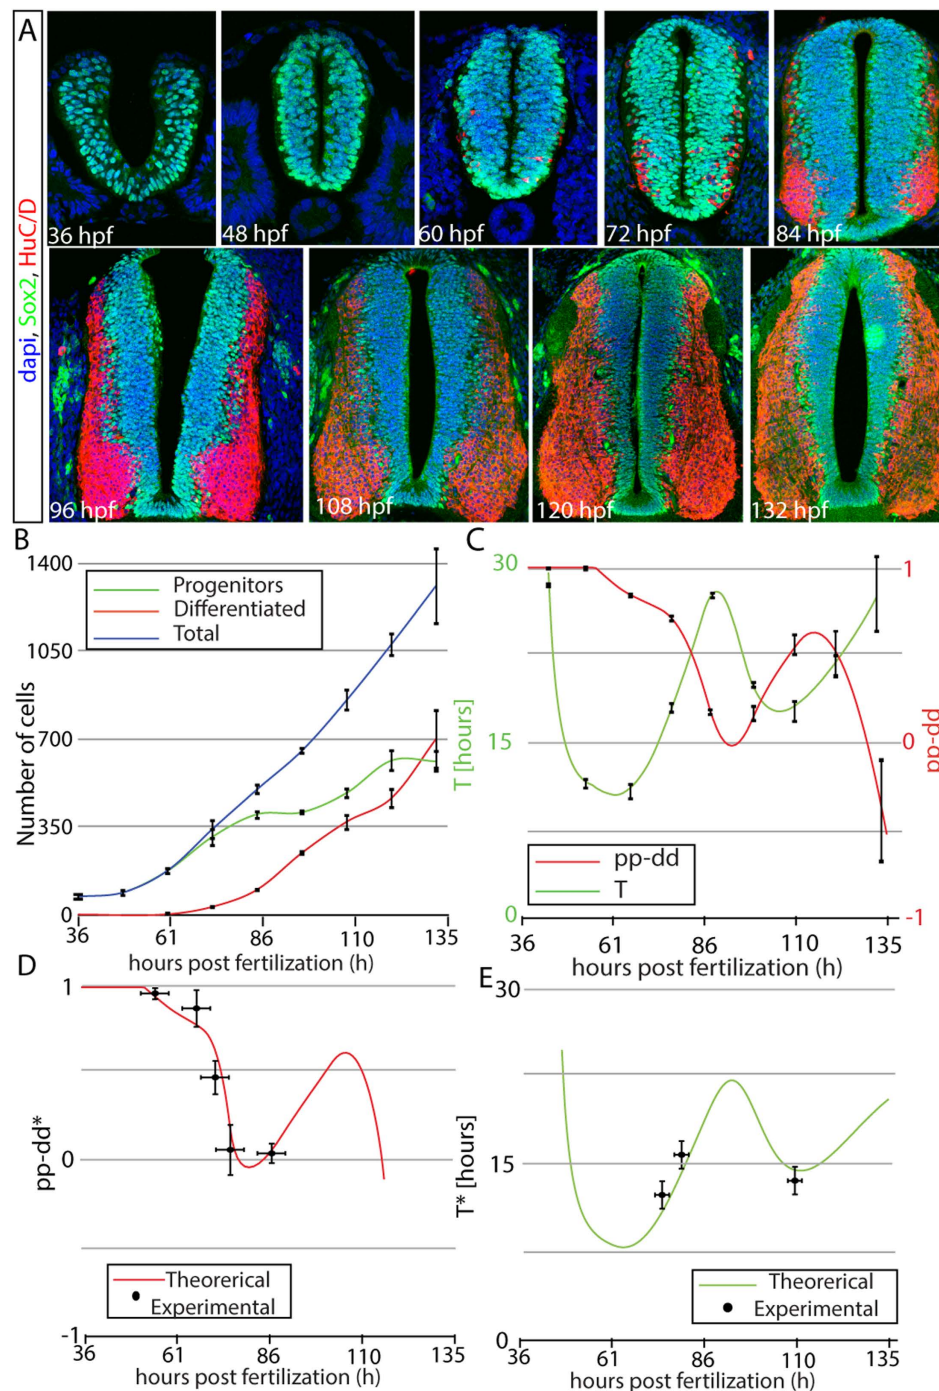 A
dapi, Sox2, HuC/D
36 hpf
48 hpf
60 hpf
72 hpf
84 hpf
96 hpf
108 hpf
120 hpf
132 hpf
B
1400
1050
700
350
0
Number of cells
Progenitors
Differentiated
Total
36 61 86 110 135
hours post fertilization (h)
C
30
15
0
T [hours]
1
0
-1
pp-dd
pp-dd
T
36 61 86 110 135
hours post fertilization (h)
D
1
0
-1
pp-dd*
Theorerical
Experimental
36 61 86 110 135
hours post fertilization (h)
E
30
15
0
T* [hours]
Theorerical
Experimental
36 61 86 110 135
hours post fertilization (h)